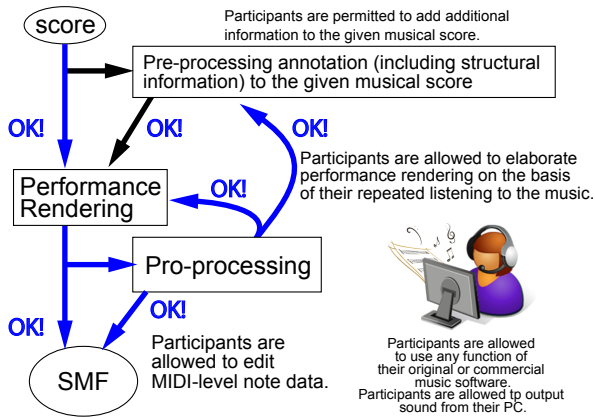 score
Participants are permitted to add additional
information to the given musical score.
Pre-processing annotation (including structural
information) to the given musical score
OK!
OK!
OK!
Participants are allowed to elaborate
performance rendering on the basis
of their repeated listening to the music.
Performance
Rendering
OK!
Pro-processing
OK!
OK!
Participants are
allowed to edit
MIDI-level note data.
SMF
Participants are allowed
to use any function of
their original or commercial
music software.
Participants are allowed tp output
sound from their PC.